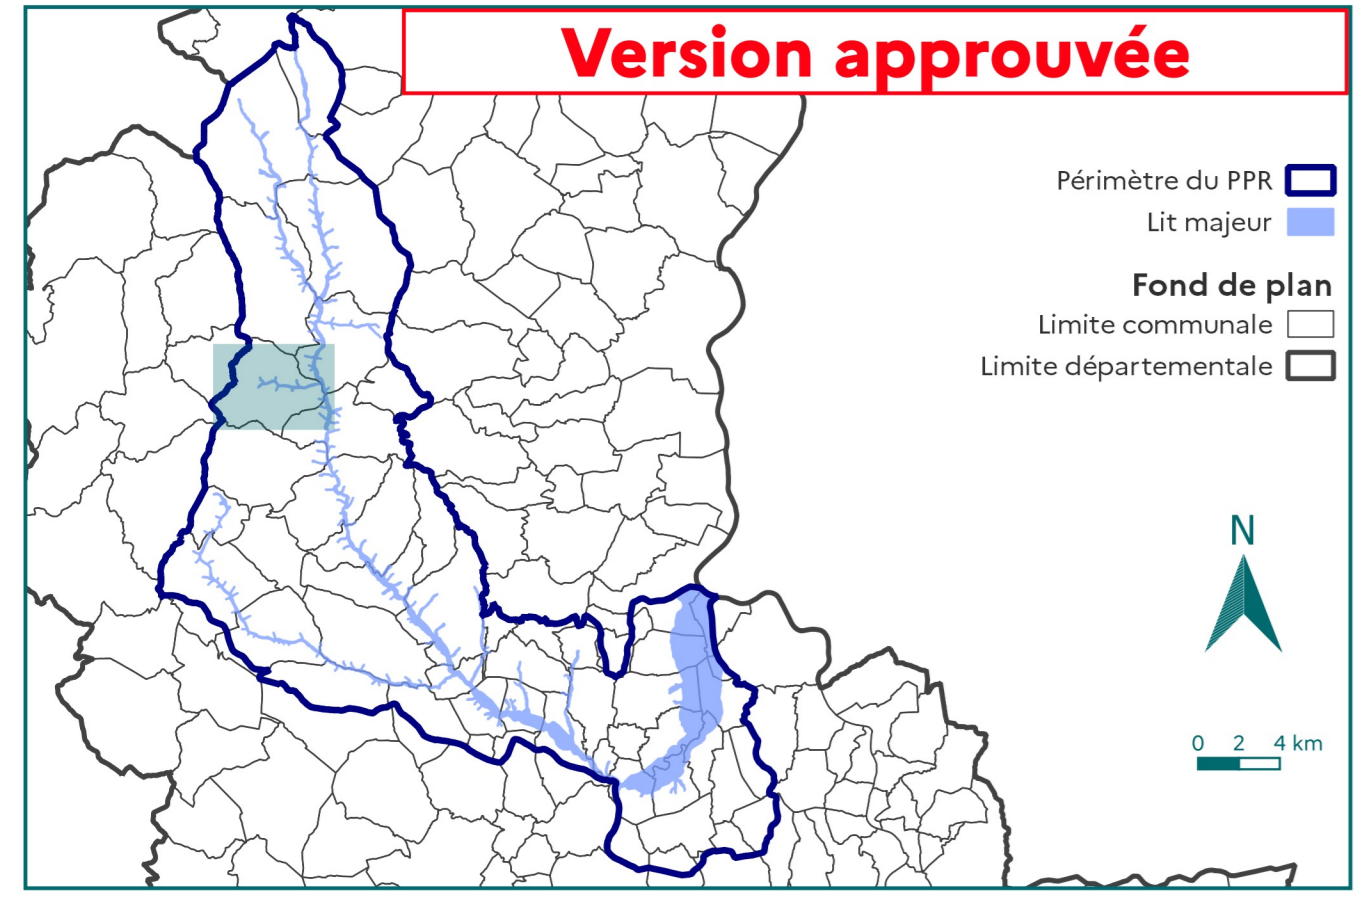 Version approuvée
Périmètre du PPR
Lit majeur
Fond de plan
Limite communale
Limite départementale
N
0 2 4 km